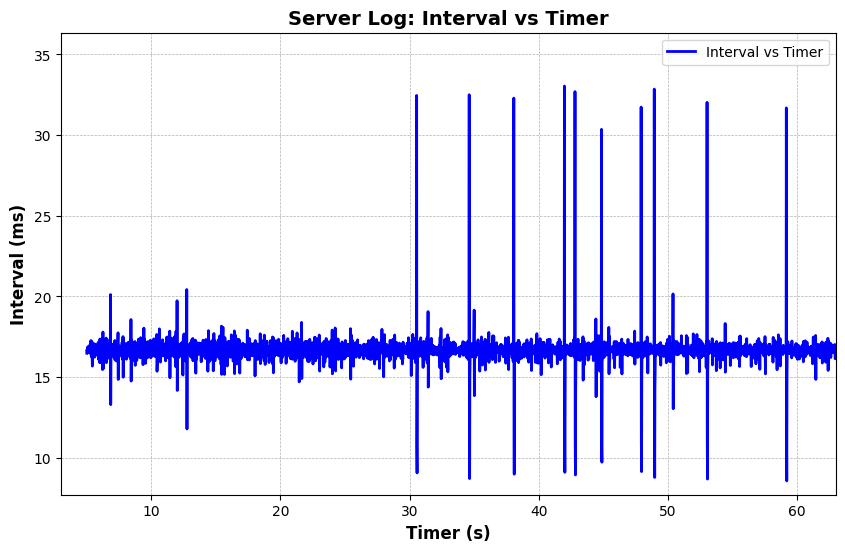 Server Log: Interval vs Timer
Interval vs Timer
35
30
25
20
15
10
Interval (ms)
10 20 30 40 50 60
Timer (s)